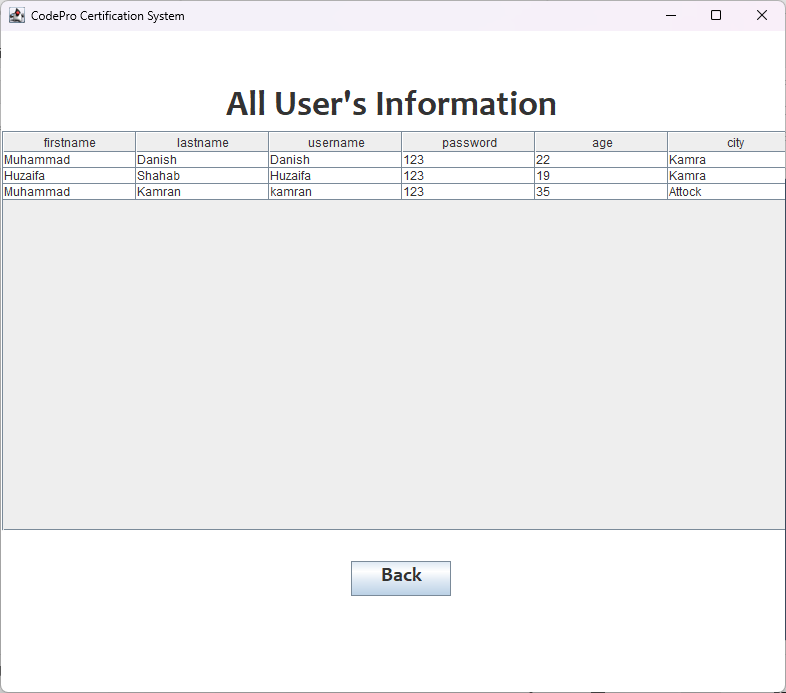 CodePro Certification System
All User's Information
firstname lastname username password age city
Muhammad Danish Danish 123 22 Kamra
Huzaifa Shahab Huzaifa 123 19 Kamra
Muhammad Kamran kamran 123 35 Attock
Back